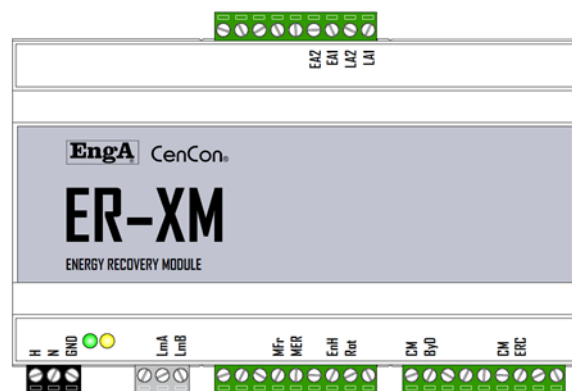 EA2 EA1 LA2 LA1
EngA® CenCon®
ER-XM
ENERGY RECOVERY MODULE
H N GND LmA LmB MFr MER EnH Rot CM ByD CM ERC